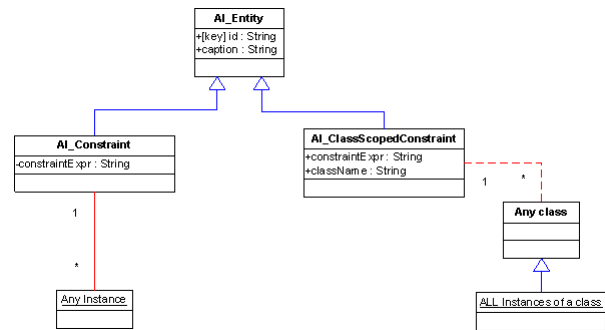 AI_Entity
+[key] id : String
+caption : String
AI_Constraint
-constraintExpr : String
AI_ClassScopedConstraint
+constraintExpr : String
+className : String
1
*
1
*
Any class
Any Instance
ALL Instances of a class